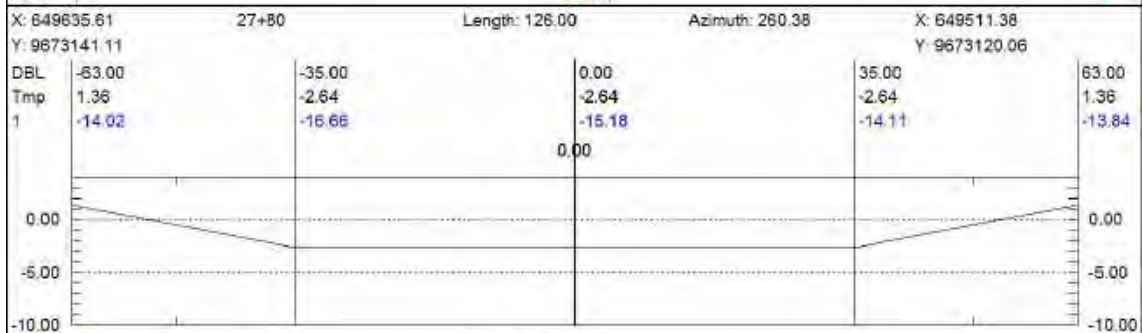 X: 649635.61 27+80 Length: 126.00 Azimuth: 260.38 X: 649511.38
Y: 9673141.11 Y: 9673120.06
DBL -63.00 -35.00 0.00 35.00 63.00
Tmp 1.36 -2.64 -2.64 -2.64 1.36
1 -14.02 -16.66 -15.18 -14.11 -13.84
0.00
0.00 0.00
-5.00 -5.00
-10.00 -10.00